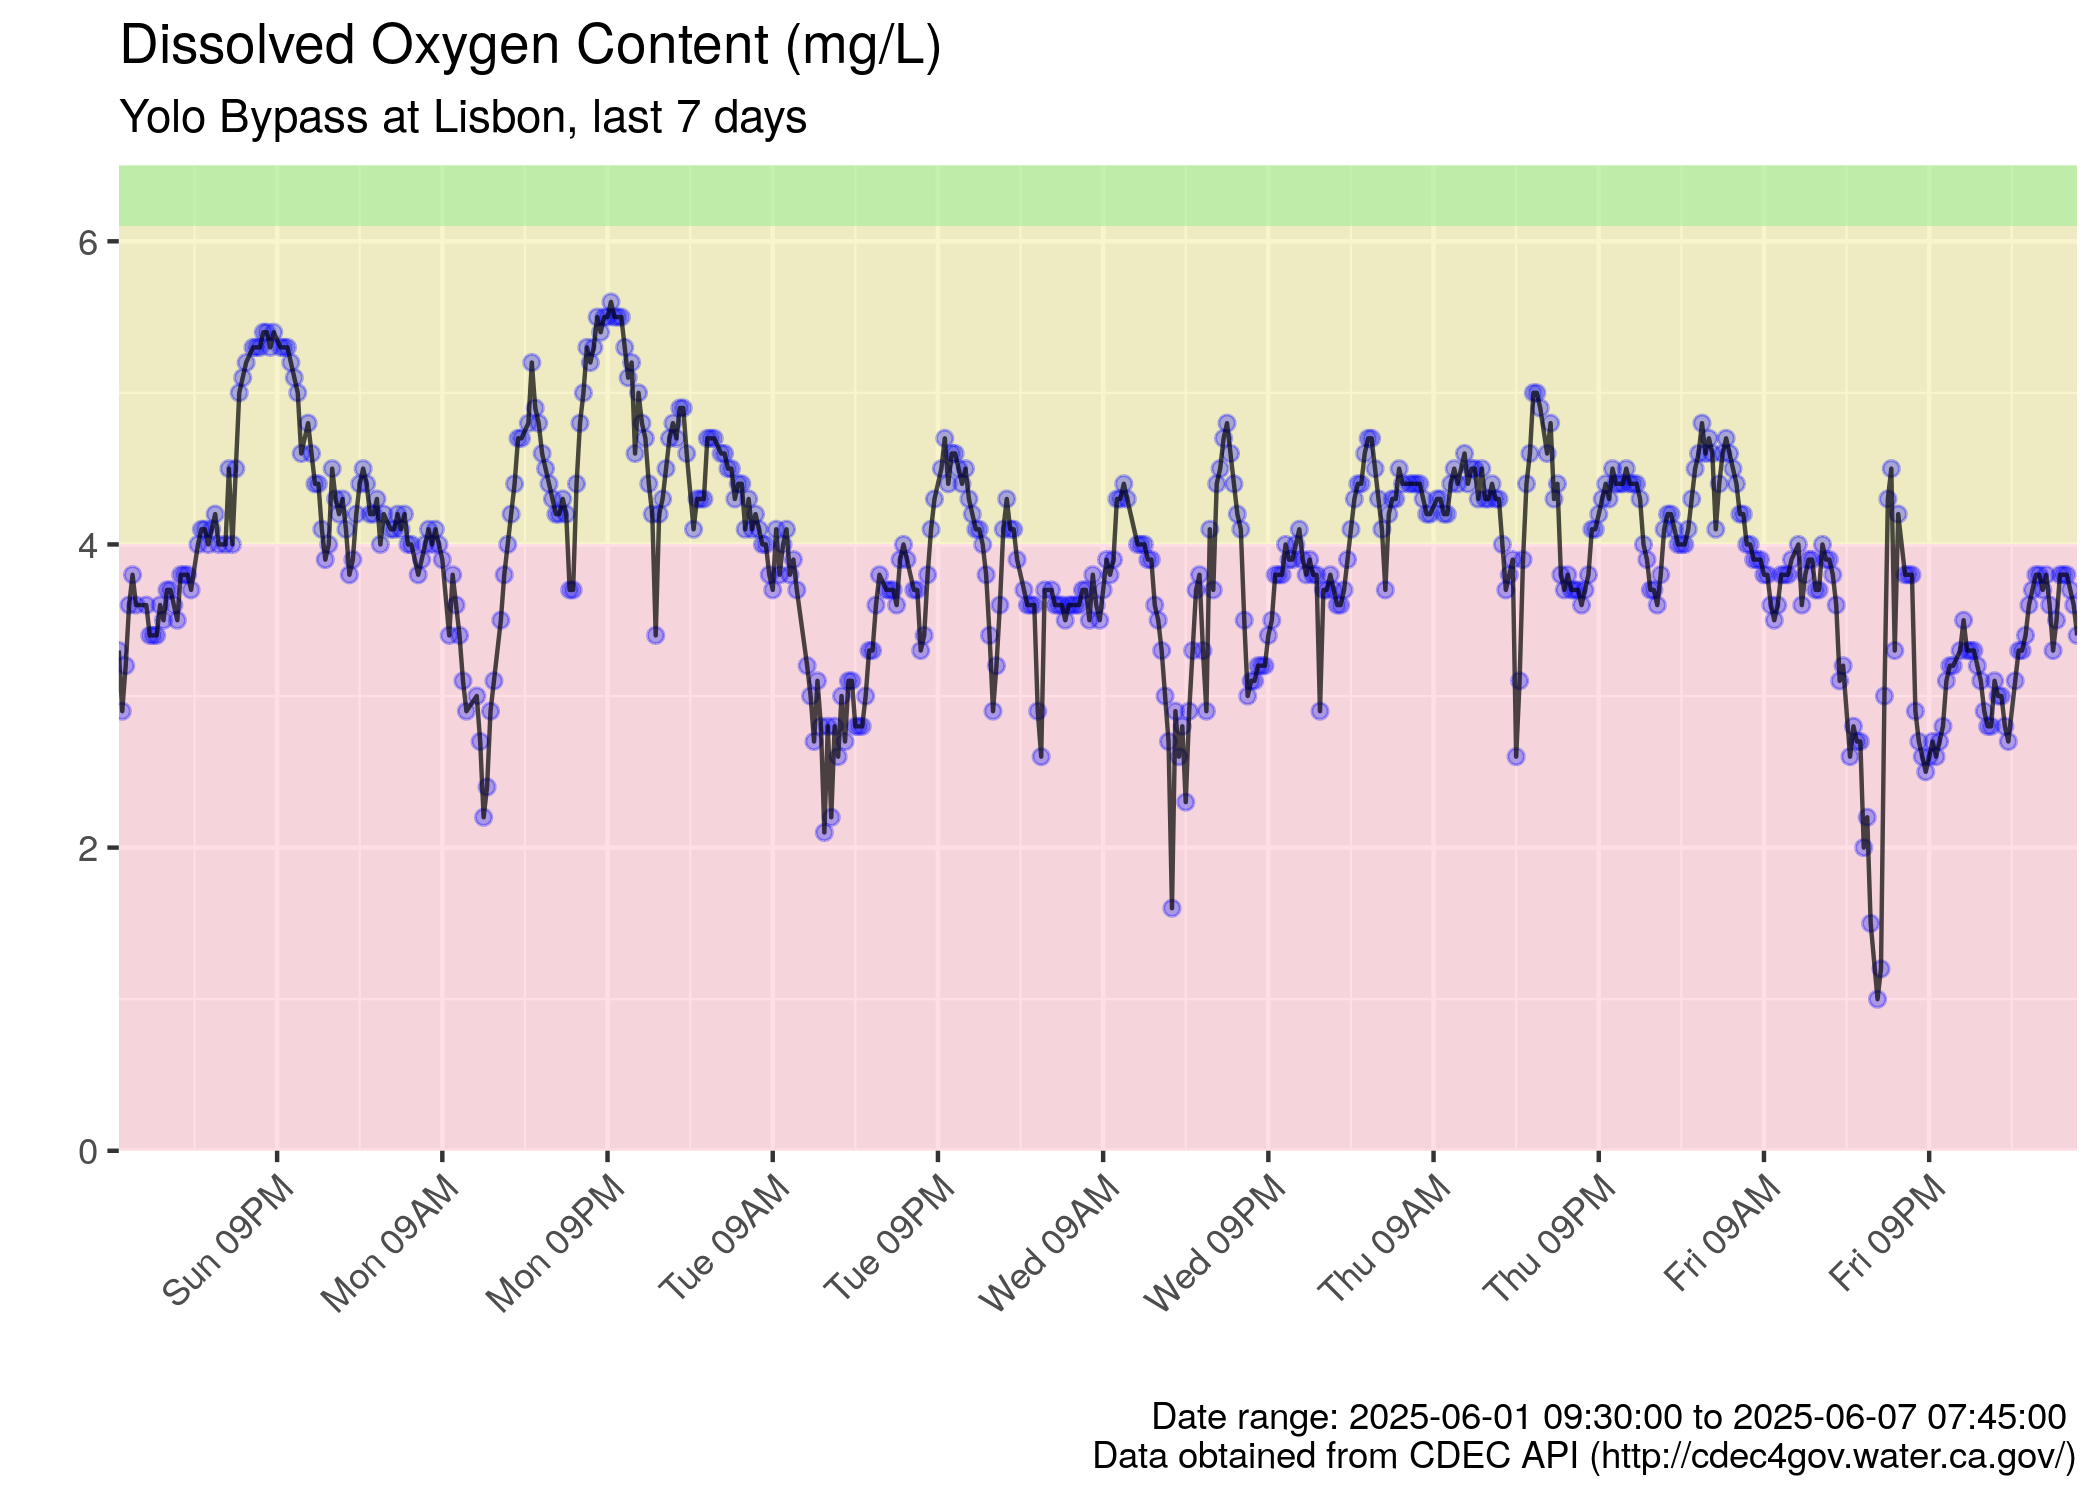 Dissolved Oxygen Content (mg/L)
Yolo Bypass at Lisbon, last 7 days
6
4
2
0
Sun 09PM
Mon 09AM
Mon 09PM
Tue 09AM
Tue 09PM
Wed 09AM
Wed 09PM
Thu 09AM
Thu 09PM
Fri 09AM
Fri 09PM
Date range: 2025-06-01 09:30:00 to 2025-06-07 07:45:00
Data obtained from CDEC API (http://cdec4gov.water.ca.gov/)